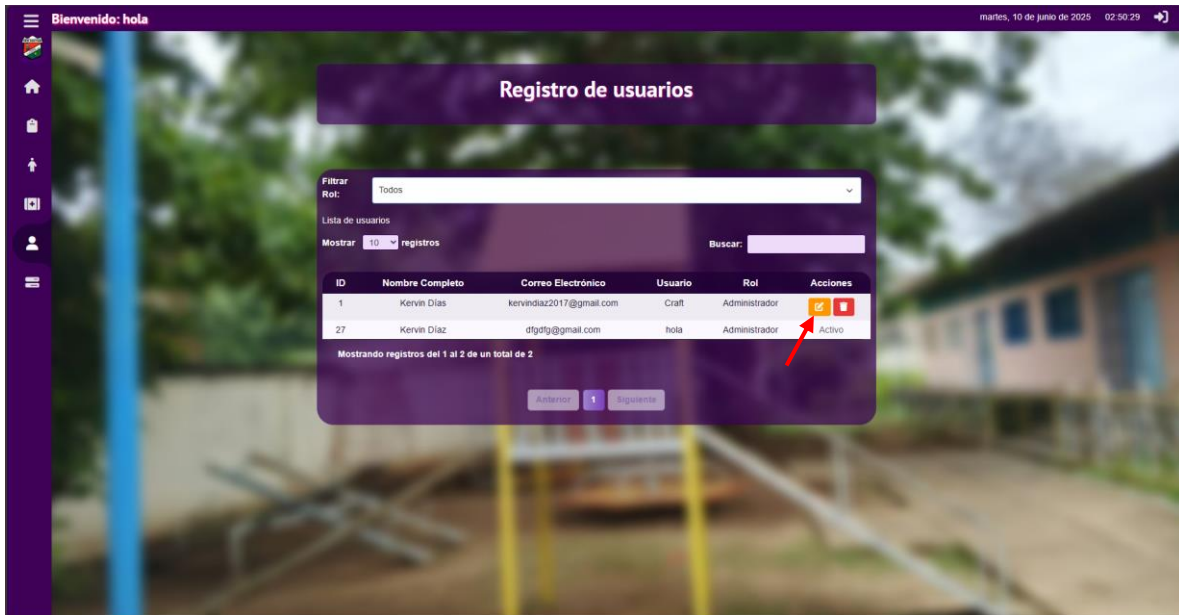 Bienvenido: hola martes, 10 de junio de 2025 02:50:29
Registro de usuarios
Filtrar
Rol: Todos
Lista de usuarios
Mostrar 10 registros Buscar:
ID Nombre Completo Correo Electrónico Usuario Rol Acciones
1 Kervin Días kervindiaz2017@gmail.com Craft Administrador
27 Kervin Díaz dfgdfg@gmail.com hola Administrador Activo
Mostrando registros del 1 al 2 de un total de 2
Anterior 1 Siguiente